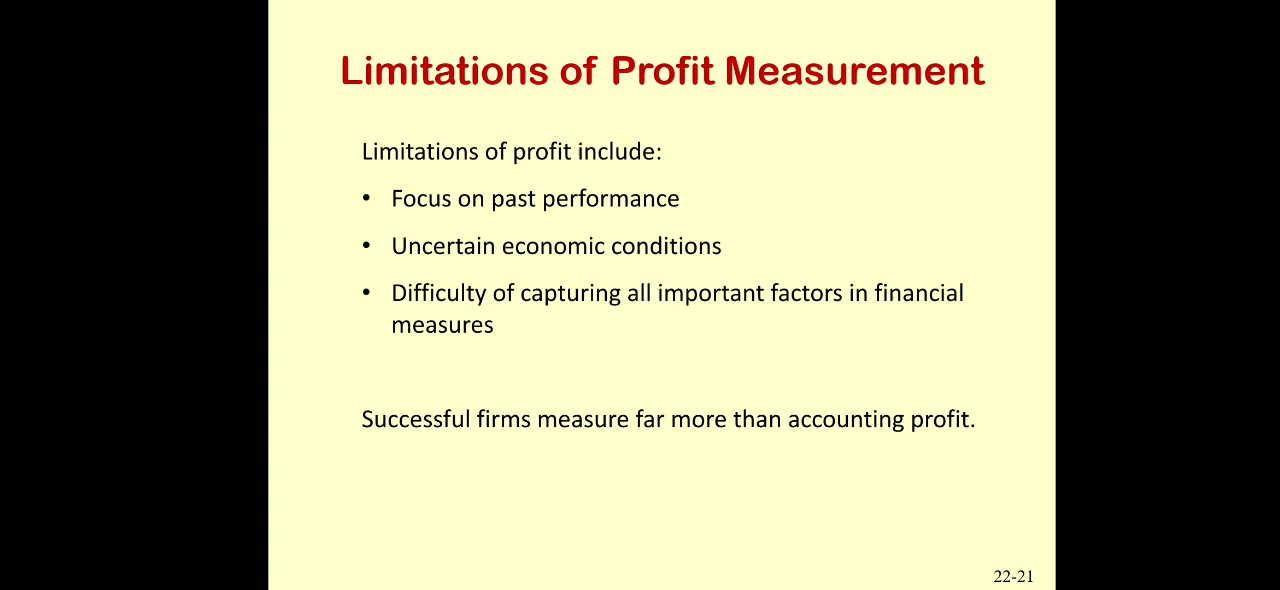 Limitations of Profit Measurement
Limitations of profit include:
• Focus on past performance
• Uncertain economic conditions
• Difficulty of capturing all important factors in financial
measures
Successful firms measure far more than accounting profit.
22-21